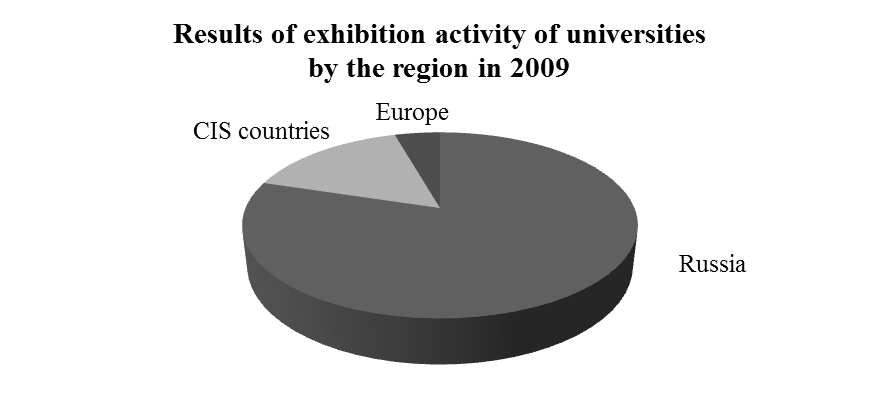 Results of exhibition activity of universities
by the region in 2009
Europe
CIS countries
Russia